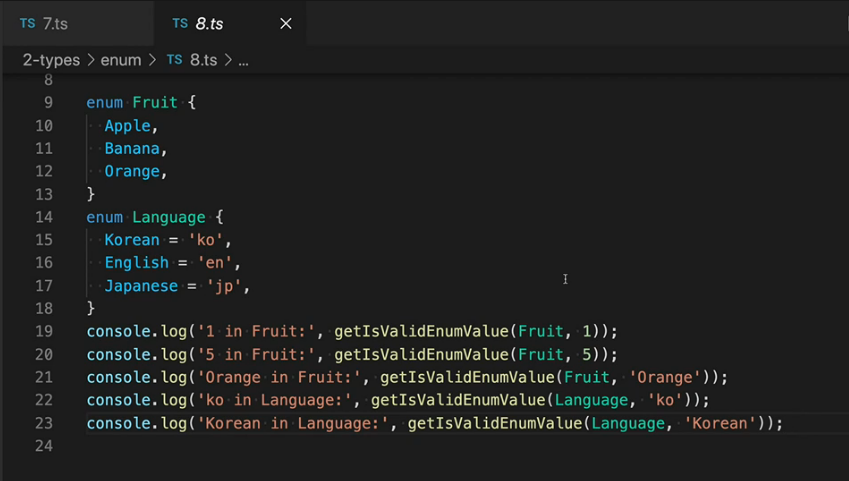 TS 7.ts TS 8.ts ×
2-types > enum > TS 8.ts > ...
8
9 enum Fruit {
10 Apple,
11 Banana,
12 Orange,
13 }
14 enum Language {
15 Korean = 'ko',
16 English = 'en',
17 Japanese = 'jp',
18 }
19 console.log('1 in Fruit:', getIsValidEnumValue(Fruit, 1));
20 console.log('5 in Fruit:', getIsValidEnumValue(Fruit, 5));
21 console.log('Orange in Fruit:', getIsValidEnumValue(Fruit, 'Orange'));
22 console.log('ko in Language:', getIsValidEnumValue(Language, 'ko'));
23 console.log('Korean in Language:', getIsValidEnumValue(Language, 'Korean'));
24